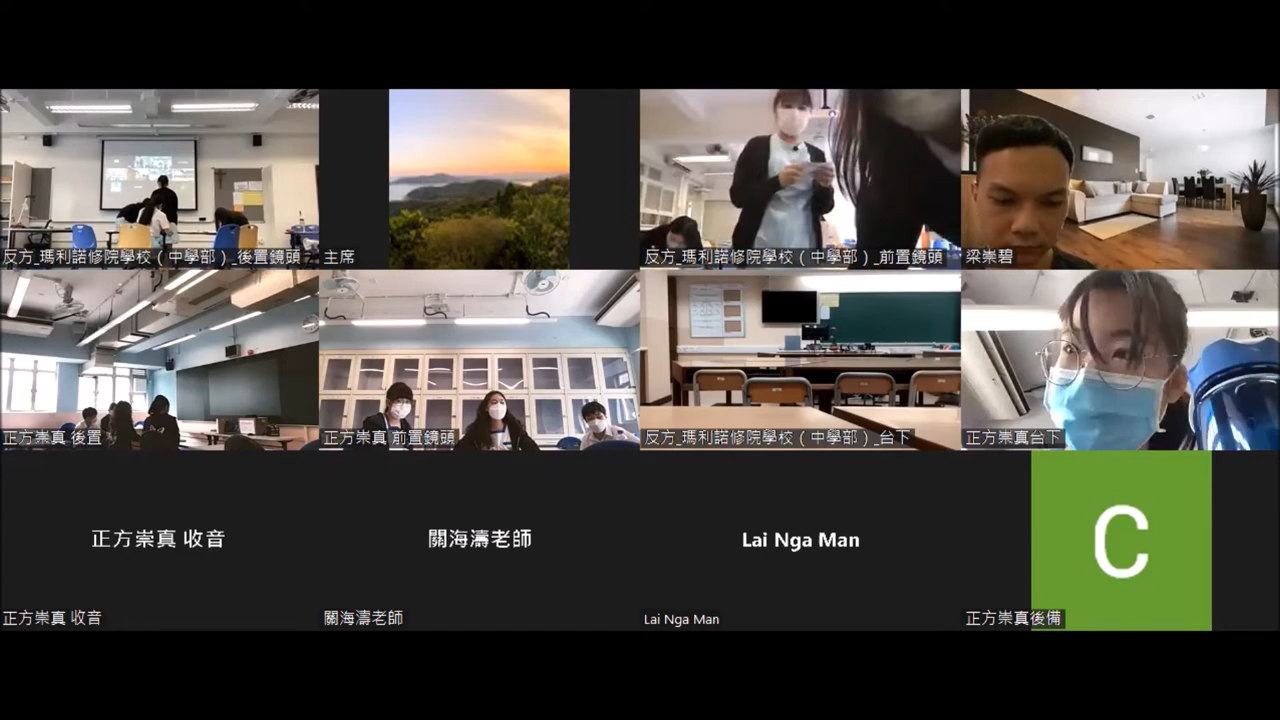 反方_瑪利諾修院學校（中學部）_後置鏡頭
主席
反方_瑪利諾修院學校（中學部）_前置鏡頭
梁崇碧
正方崇真 後置
正方崇真 前置鏡頭
反方_瑪利諾修院學校（中學部）_台下
正方崇真台下
正方崇真 收音
關海濤老師
Lai Nga Man
C
正方崇真 收音
關海濤老師
Lai Nga Man
正方崇真後備